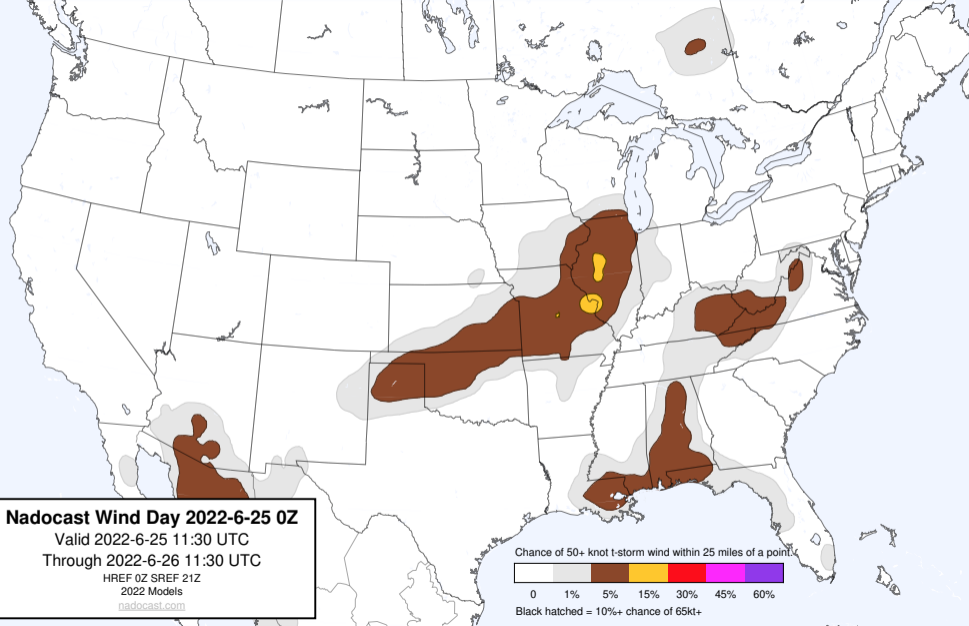 Nadocast Wind Day 2022-6-25 0Z
Valid 2022-6-25 11:30 UTC
Through 2022-6-26 11:30 UTC
HREF 0Z SREF 21Z
2022 Models
nadocast.com
Chance of 50+ knot t-storm wind within 25 miles of a point.
0 1% 5% 15% 30% 45% 60%
Black hatched = 10%+ chance of 65kt+